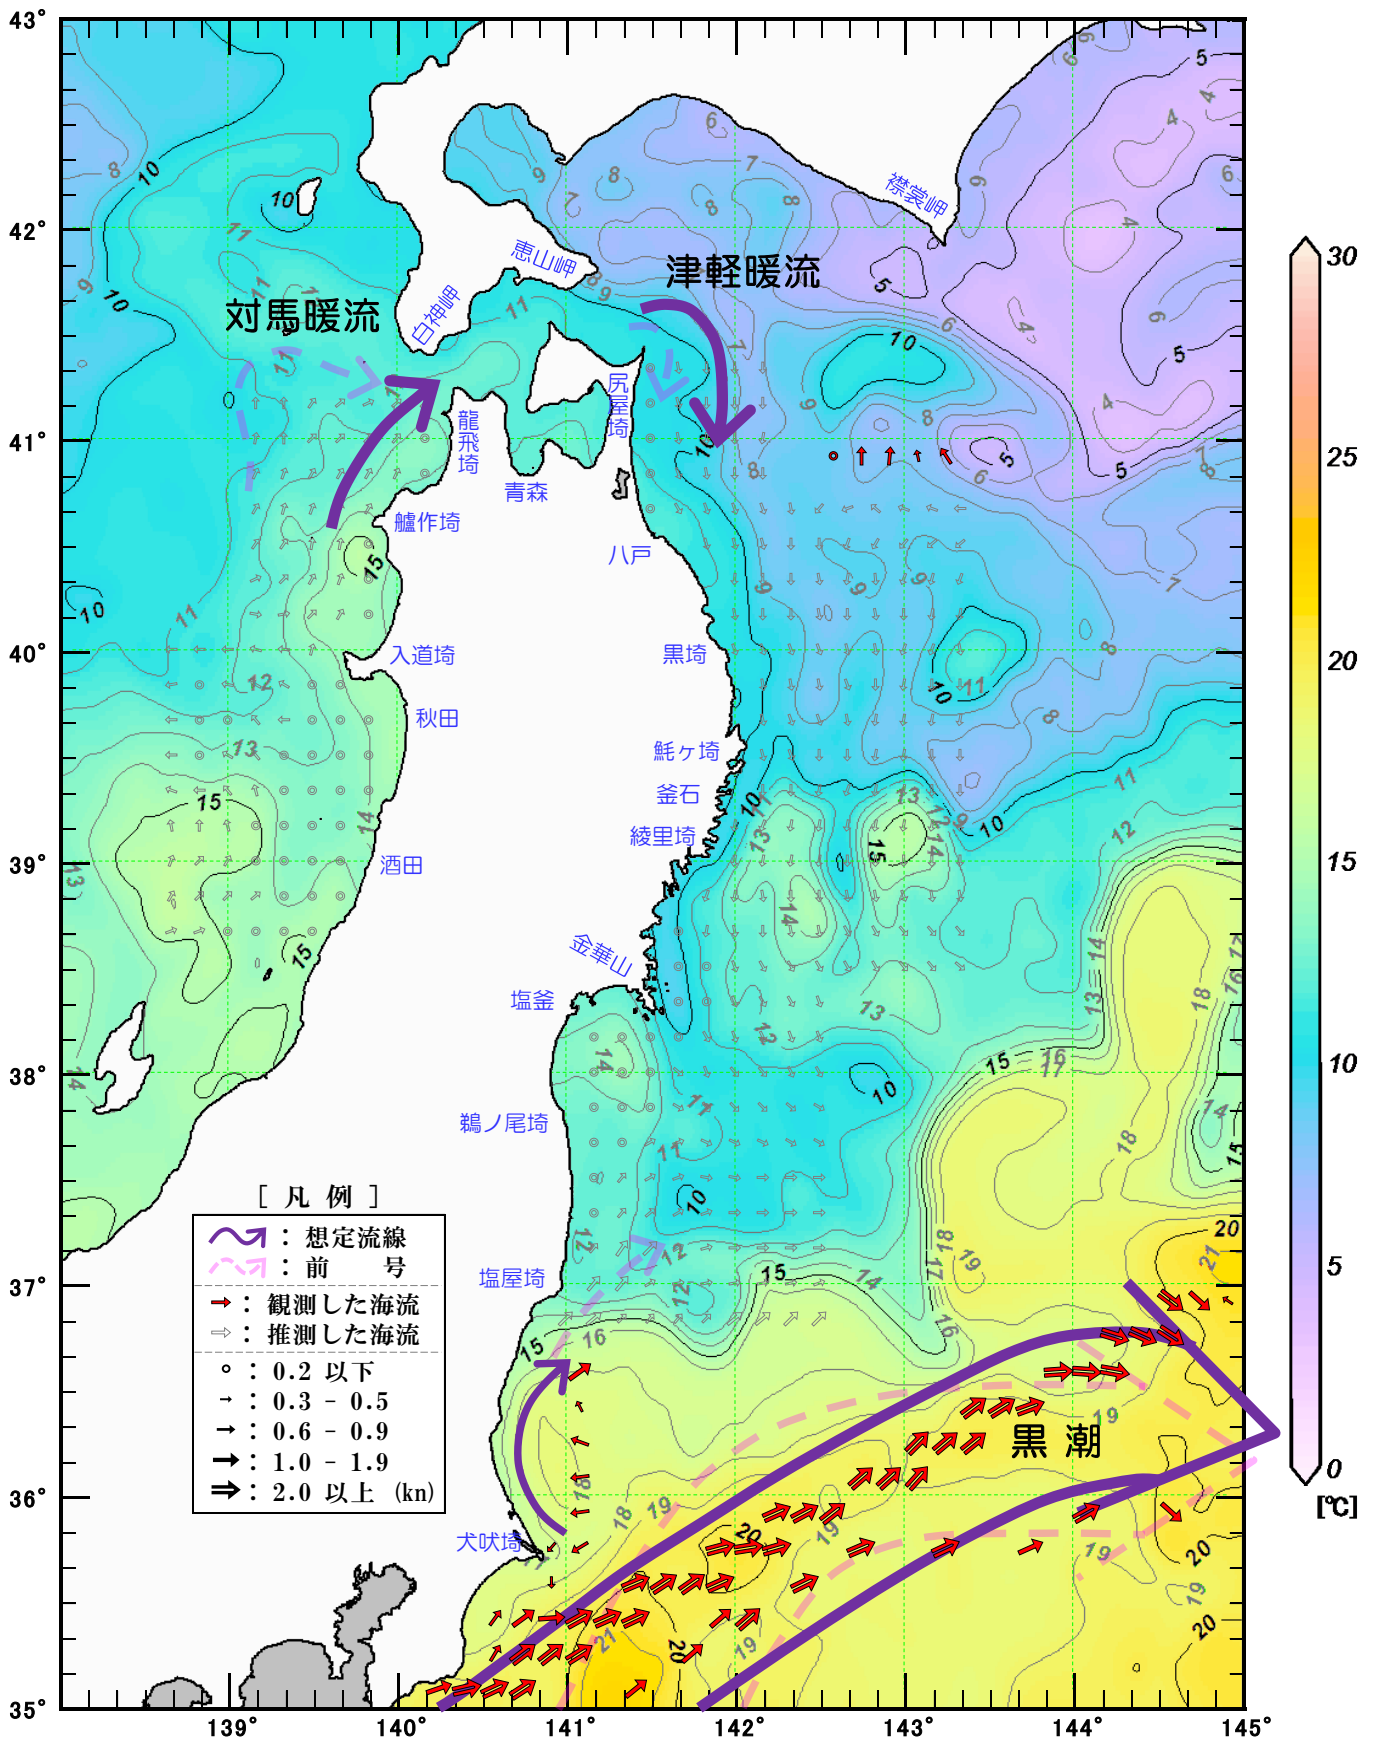 43°
42°
41°
40°
39°
38°
37°
36°
35°
139°
140°
141°
142°
143°
144°
145°
対馬暖流
津軽暖流
黒潮
襟裳岬
恵山岬
白神岬
尻屋埼
龍飛埼
青森
艫作埼
八戸
入道埼
黒埼
秋田
魹ヶ埼
釜石
綾里埼
酒田
金華山
塩釜
鵜ノ尾埼
塩屋埼
犬吠埼
[ 凡 例 ]
: 想定流線
: 前 号
: 観測した海流
: 推測した海流
: 0.2 以下
: 0.3 - 0.5
: 0.6 - 0.9
: 1.0 - 1.9
: 2.0 以上 (kn)
30
25
20
15
10
5
0
[℃]